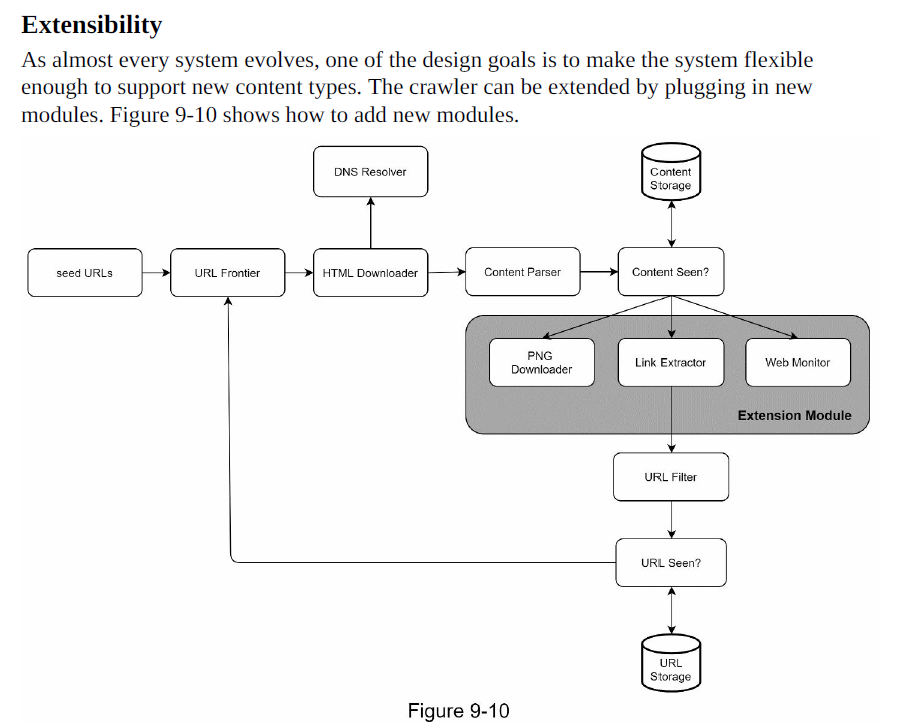 Extensibility
As almost every system evolves, one of the design goals is to make the system flexible
enough to support new content types. The crawler can be extended by plugging in new
modules. Figure 9-10 shows how to add new modules.
DNS Resolver
Content
Storage
seed URLs
URL Frontier
HTML Downloader
Content Parser
Content Seen?
PNG
Downloader
Link Extractor
Web Monitor
Extension Module
URL Filter
URL Seen?
URL
Storage
Figure 9-10